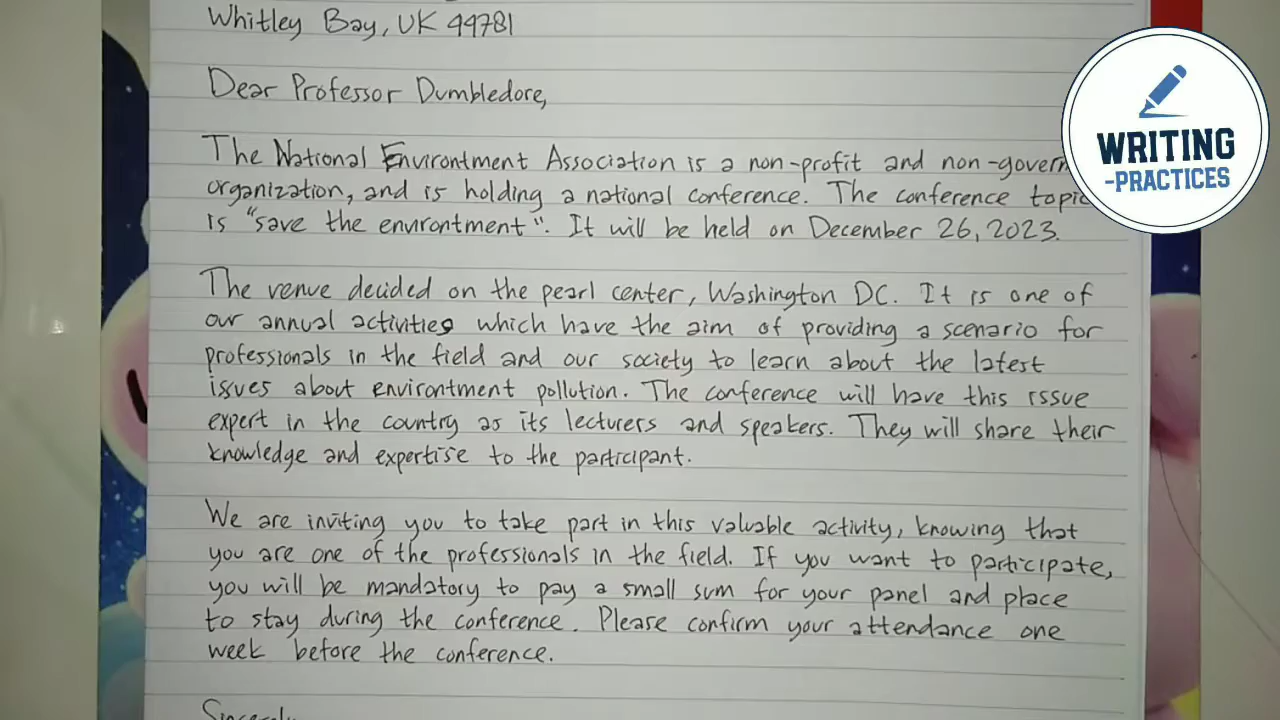 Whitley Bay, UK 49781
Dear Professor Dumbledore,
The National Environtment Association is a non-profit and non-govern
organization, and is holding a national conference. The conference topic
is "save the environtment". It will be held on December 26, 2023.
The venue decided on the pearl center, Washington DC. It is one of
our annual activities which have the aim of providing a scenario for
professionals in the field and our society to learn about the latest
issues about environtment pollution. The conference will have this issue
expert in the country as its lecturers and speakers. They will share their
knowledge and expertise to the participant.
We are inviting you to take part in this valuable activity, knowing that
you are one of the professionals in the field. If you want to participate,
you will be mandatory to pay a small sum for your panel and place
to stay during the conference. Please confirm your attendance one
week before the conference.
WRITING
-PRACTICES